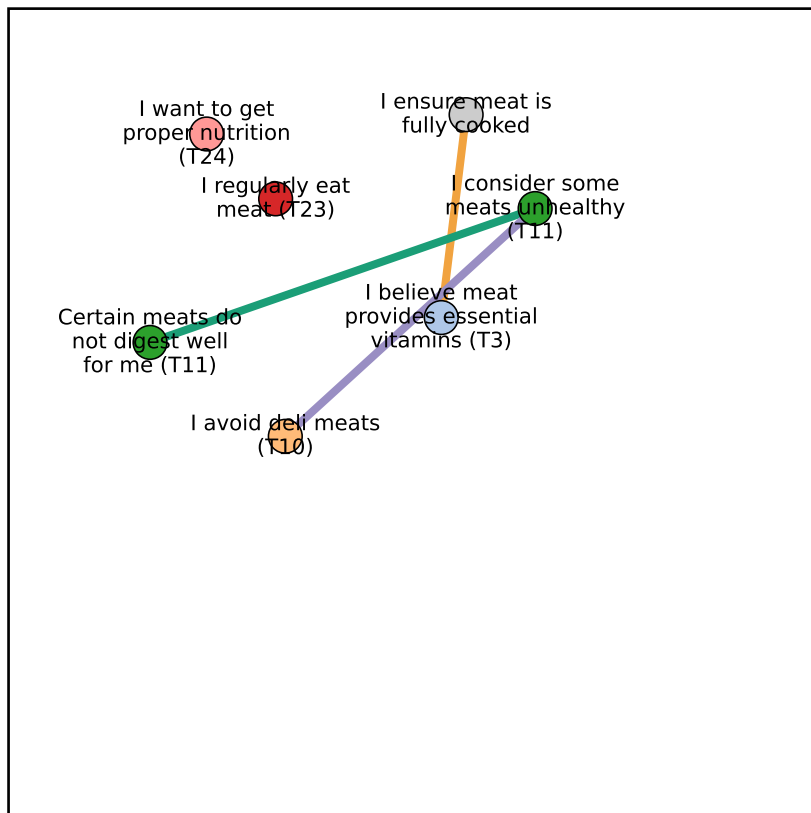 I want to get
proper nutrition
(T24)
I ensure meat is
fully cooked
I regularly eat
meat (T23)
I consider some
meats unhealthy
(T11)
I believe meat
provides essential
vitamins (T3)
Certain meats do
not digest well
for me (T11)
I avoid deli meats
(T10)